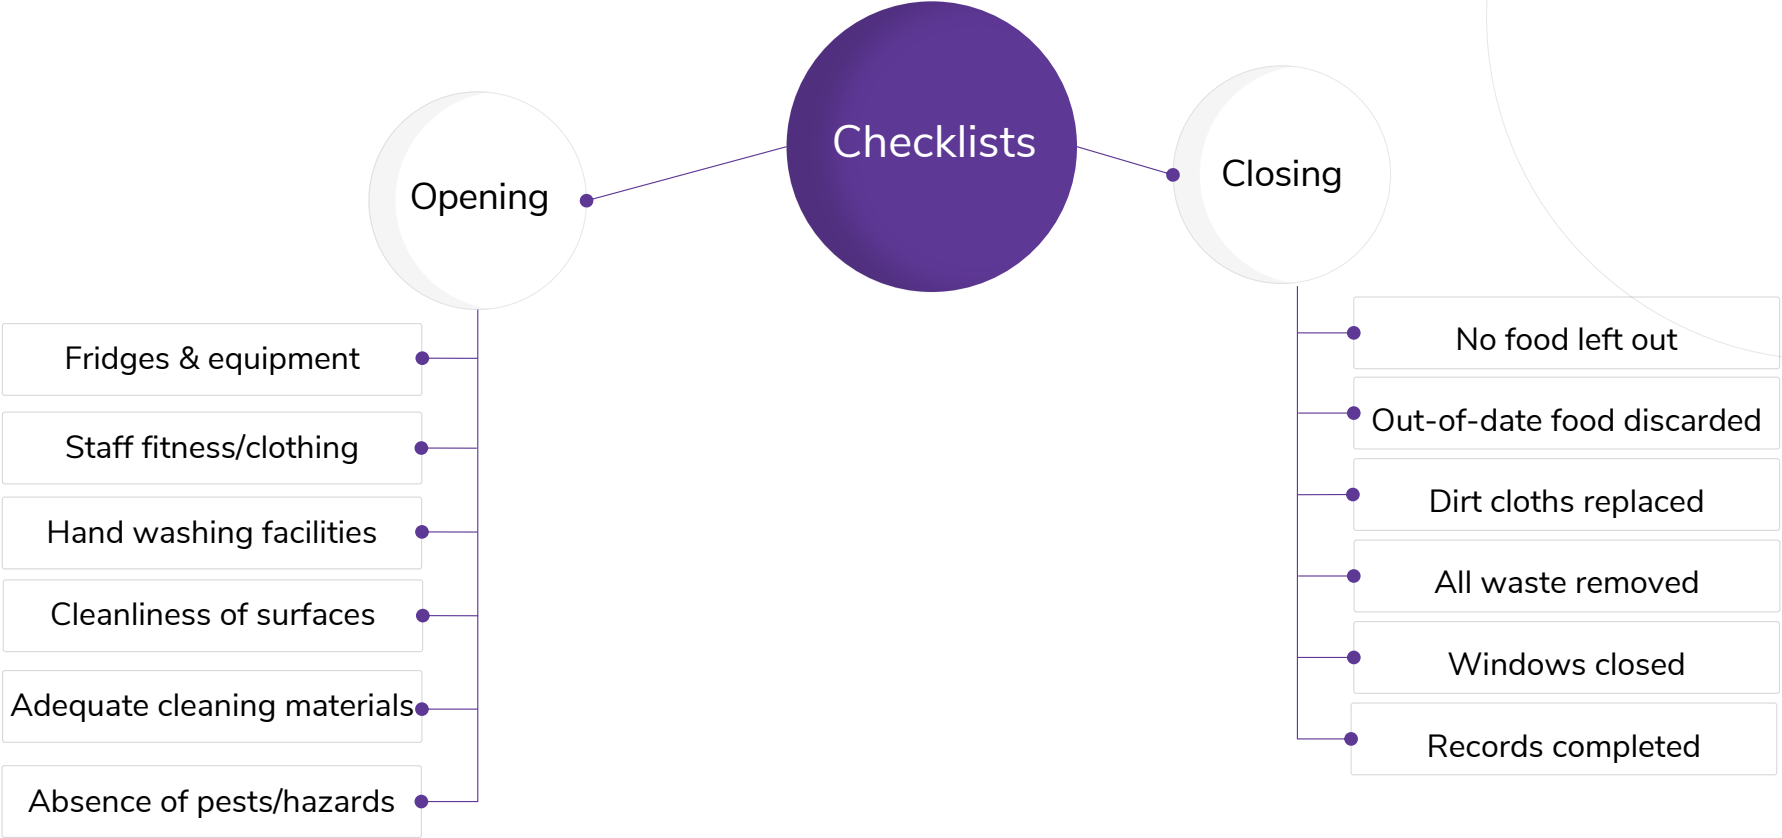 Checklists
Opening
Fridges & equipment
Staff fitness/clothing
Hand washing facilities
Cleanliness of surfaces
Adequate cleaning materials
Absence of pests/hazards
Closing
No food left out
Out-of-date food discarded
Dirt cloths replaced
All waste removed
Windows closed
Records completed